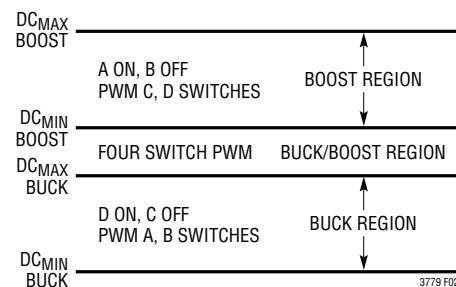 DCMAX
BOOST
A ON, B OFF
PWM C, D SWITCHES
BOOST REGION
DCMIN
BOOST
FOUR SWITCH PWM
BUCK/BOOST REGION
DCMAX
BUCK
D ON, C OFF
PWM A, B SWITCHES
BUCK REGION
DCMIN
BUCK
3779 F02